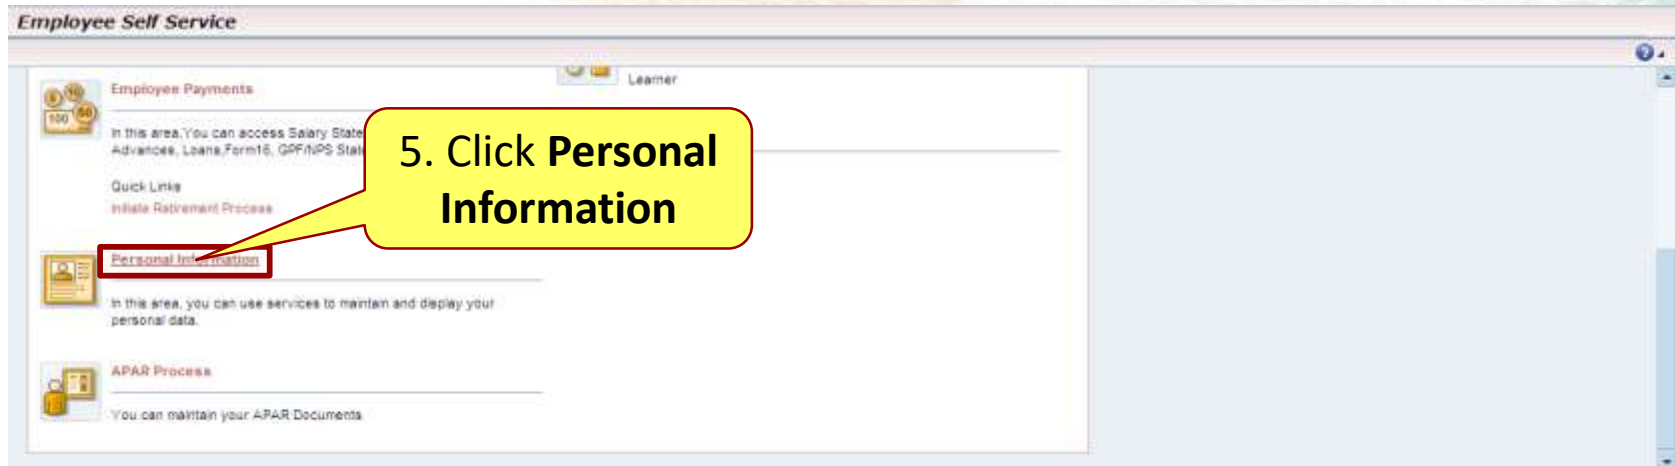 Employee Self Service
Employee Payments
In this area,You can access Salary State
Advances, Loans,Form16, GPF/NPS State
Quick Links
Initiate Retirement Process
Learner
5. Click Personal
Information
Personal Information
In this area, you can use services to maintain and display your
personal data.
APAR Process
You can maintain your APAR Documents